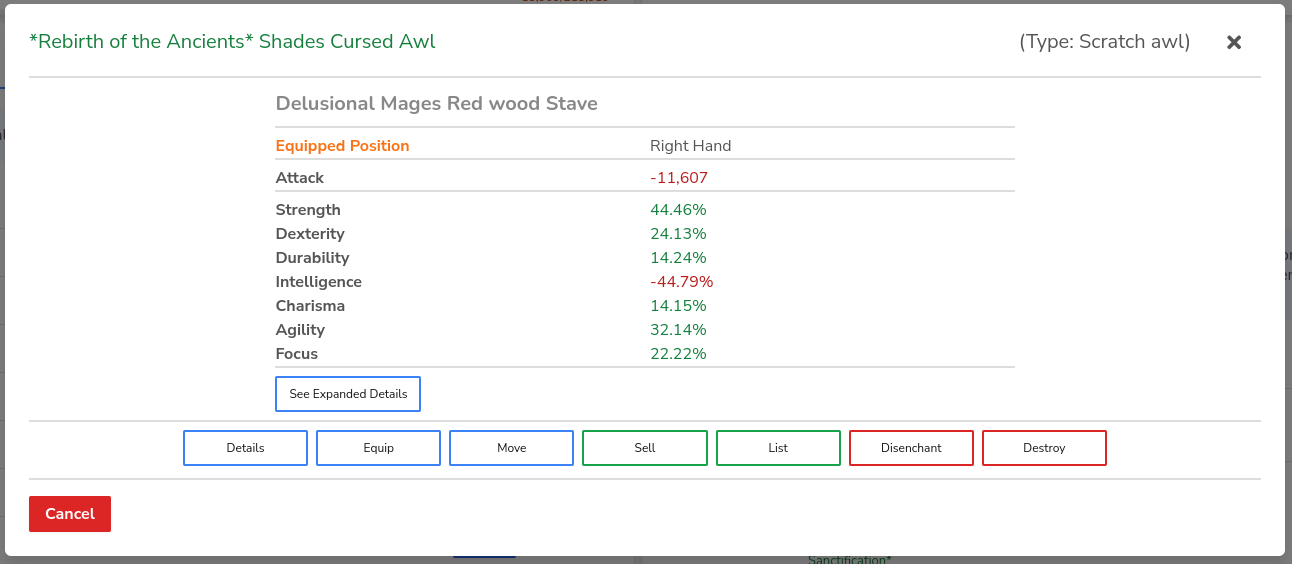 *Rebirth of the Ancients* Shades Cursed Awl (Type: Scratch awl)
Delusional Mages Red wood Stave
Equipped Position Right Hand
Attack -11,607
Strength 44.46%
Dexterity 24.13%
Durability 14.24%
Intelligence -44.79%
Charisma 14.15%
Agility 32.14%
Focus 22.22%
See Expanded Details
Details Equip Move Sell List Disenchant Destroy
Cancel
Sanctification*